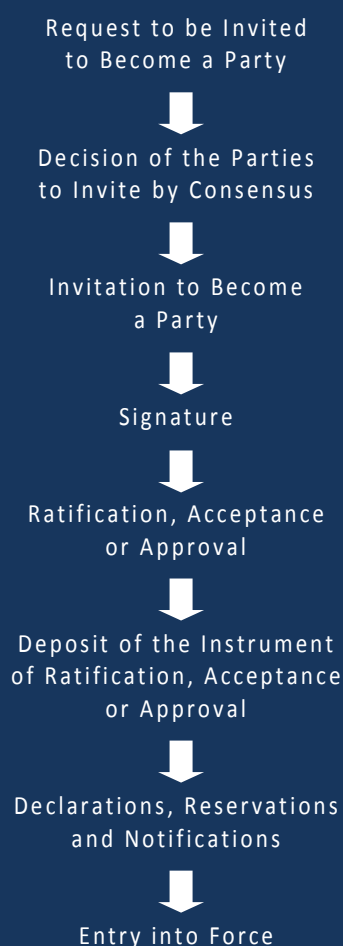 Request to be Invited
to Become a Party
Decision of the Parties
to Invite by Consensus
Invitation to Become
a Party
Signature
Ratification, Acceptance
or Approval
Deposit of the Instrument
of Ratification, Acceptance
or Approval
Declarations, Reservations
and Notifications
Entry into Force